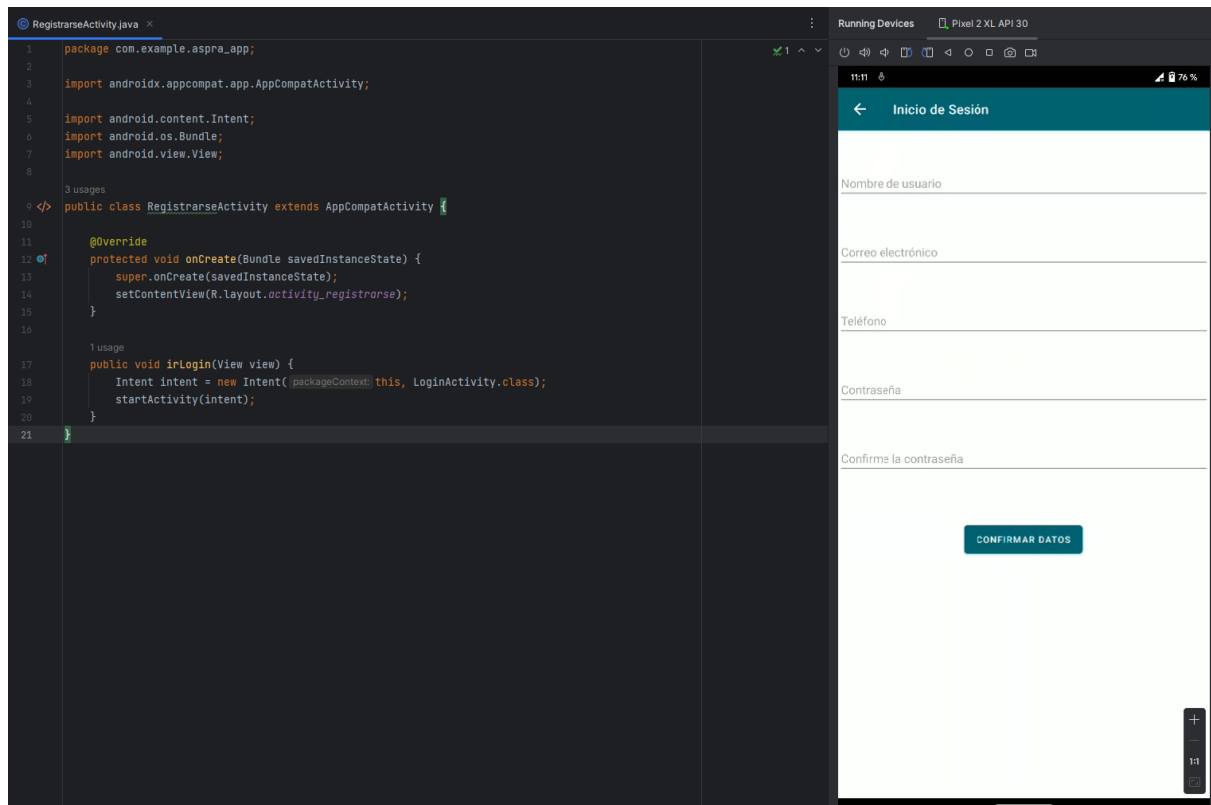 RegistrarseActivity.java
1 package com.example.aspra_app;
2
3 import androidx.appcompat.app.AppCompatActivity;
4
5 import android.content.Intent;
6 import android.os.Bundle;
7 import android.view.View;
8
3 usages
9 </> public class RegistrarseActivity extends AppCompatActivity {
10
11 @Override
12 protected void onCreate(Bundle savedInstanceState) {
13 super.onCreate(savedInstanceState);
14 setContentView(R.layout.activity_registrarse);
15 }
16
1 usage
17 public void irLogin(View view) {
18 Intent intent = new Intent( packageContext: this, LoginActivity.class);
19 startActivity(intent);
20 }
21 }
1
Running Devices Pixel 2 XL API 30
11:11 76 %
Inicio de Sesión
Nombre de usuario
Correo electrónico
Teléfono
Contraseña
Confirme la contraseña
CONFIRMAR DATOS
1:1